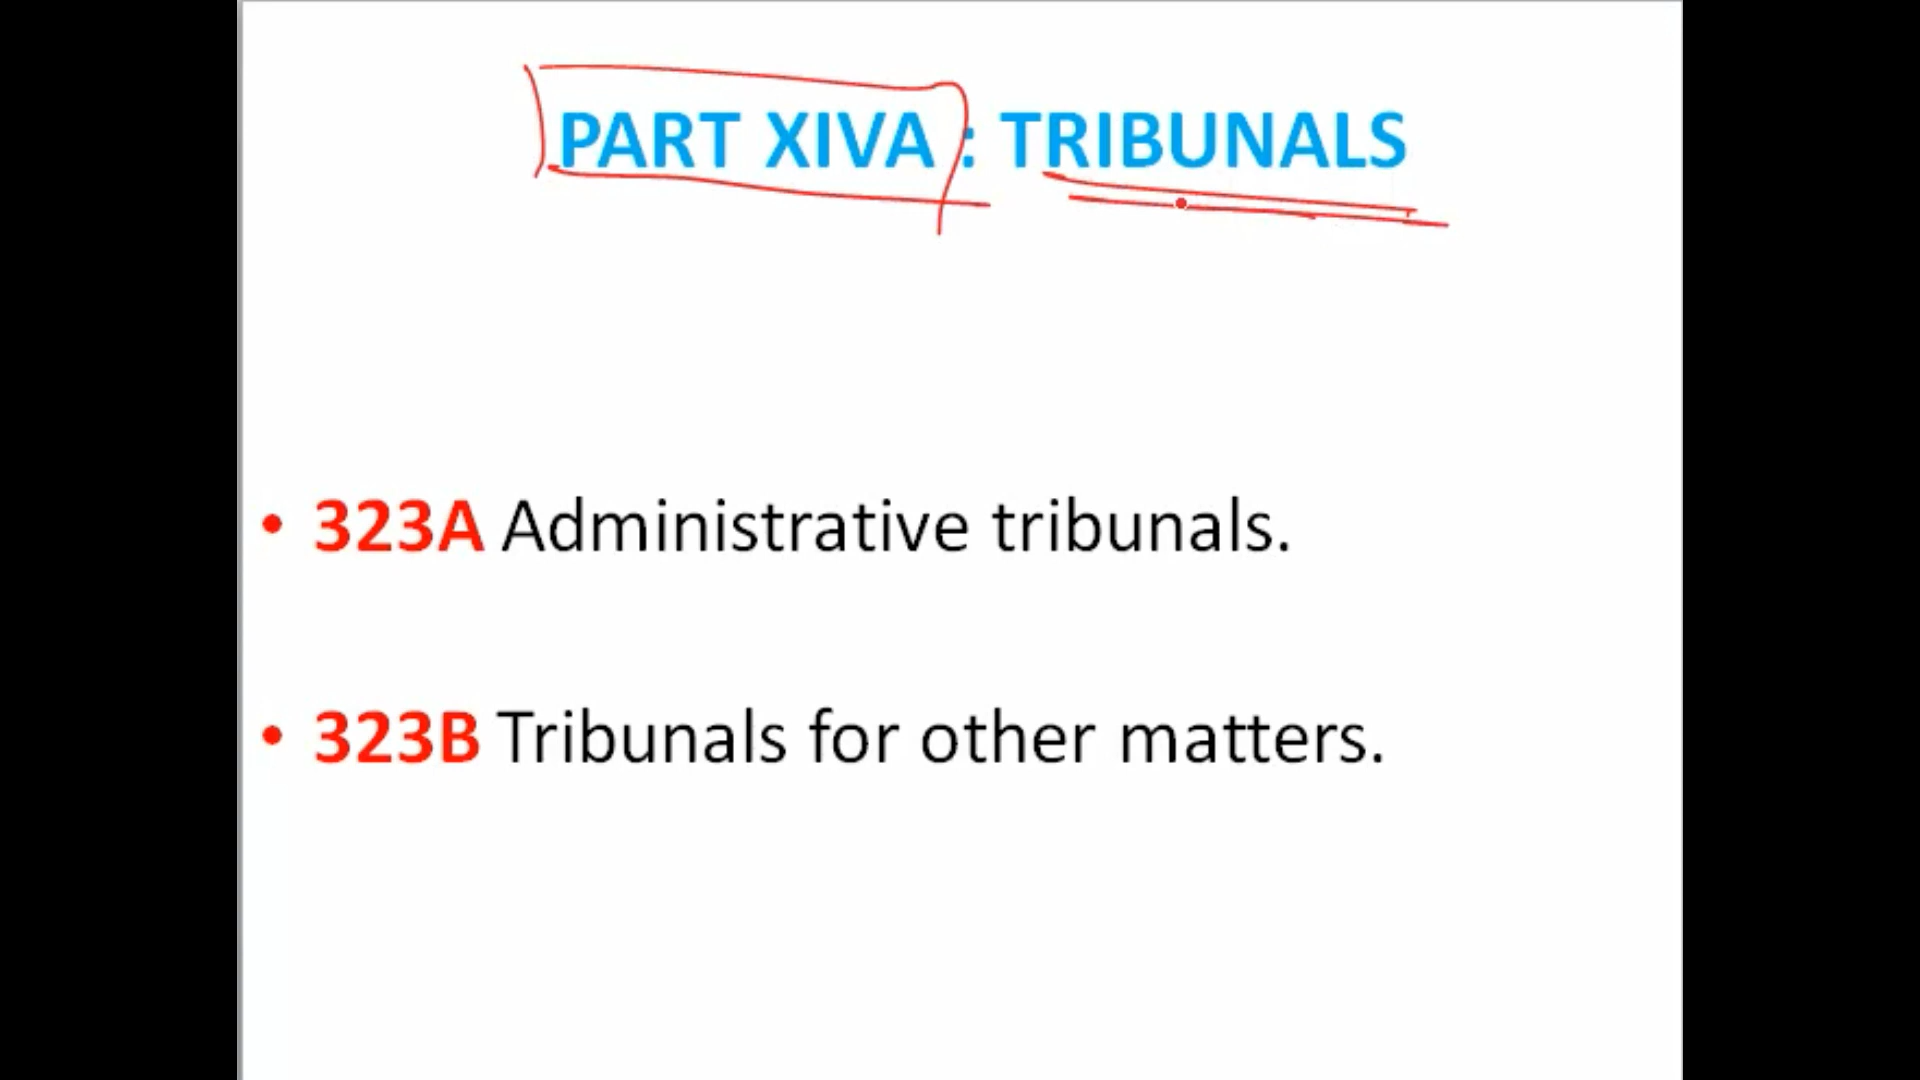 PART XIVA : TRIBUNALS
• 323A Administrative tribunals.
• 323B Tribunals for other matters.